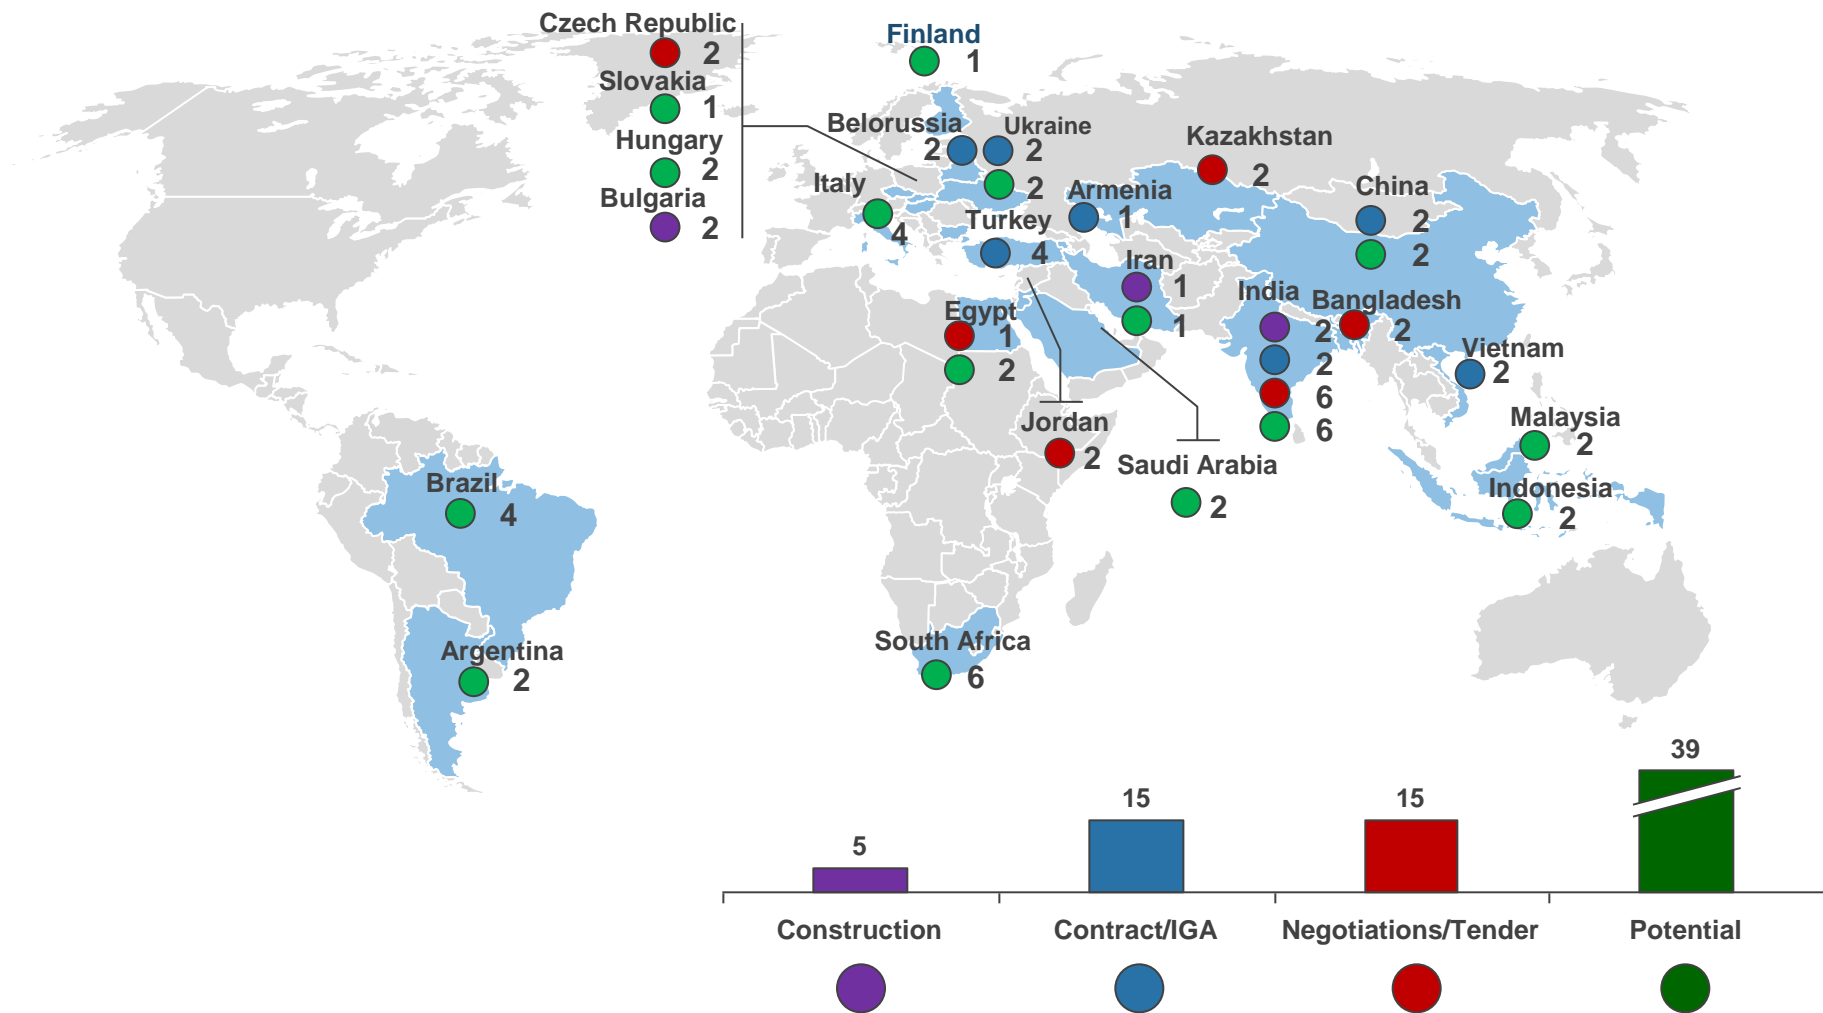 Czech Republic
2
Slovakia
1
Hungary
2
Bulgaria
2
Finland
1
Belorussia
2
Ukraine
2
2
Italy
4
Turkey
4
Armenia
1
Kazakhstan
2
China
2
2
Iran
1
1
India
2
2
6
6
Bangladesh
2
Vietnam
2
Malaysia
2
Indonesia
2
Egypt
1
2
Jordan
2
Saudi Arabia
2
Brazil
4
Argentina
2
South Africa
6
5
15
15
39
Construction
Contract/IGA
Negotiations/Tender
Potential